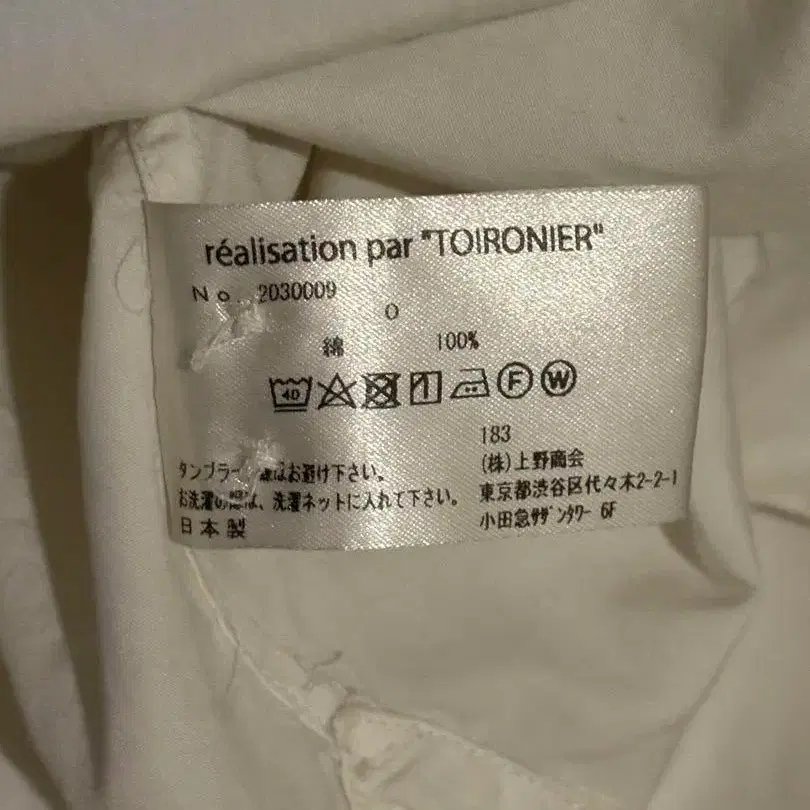 réalisation par "TOIRONIER"
No. 2030009
0
綿 100%
40
F W
タンブラー はお避け下さい。
お洗濯の際は、洗濯ネットに入れて下さい。
日本製
183
(株)上野商会
東京都渋谷区代々木2-2-1
小田急サザンタワー 6F